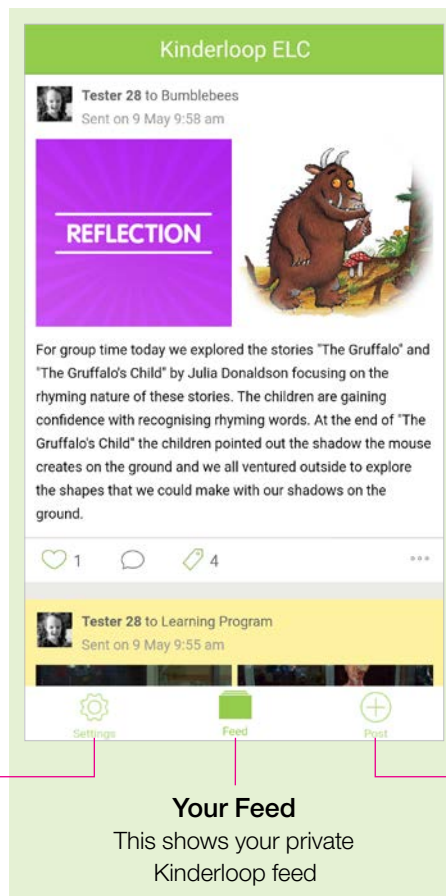 Kinderloop ELC
Tester 28 to Bumblebees
Sent on 9 May 9:58 am
REFLECTION
For group time today we explored the stories "The Gruffalo" and
"The Gruffalo's Child" by Julia Donaldson focusing on the
rhyming nature of these stories. The children are gaining
confidence with recognising rhyming words. At the end of "The
Gruffalo's Child" the children pointed out the shadow the mouse
creates on the ground and we all ventured outside to explore
the shapes that we could make with our shadows on the
ground.
1 4
Tester 28 to Learning Program
Sent on 9 May 9:55 am
Settings Feed Post
Your Feed
This shows your private
Kinderloop feed